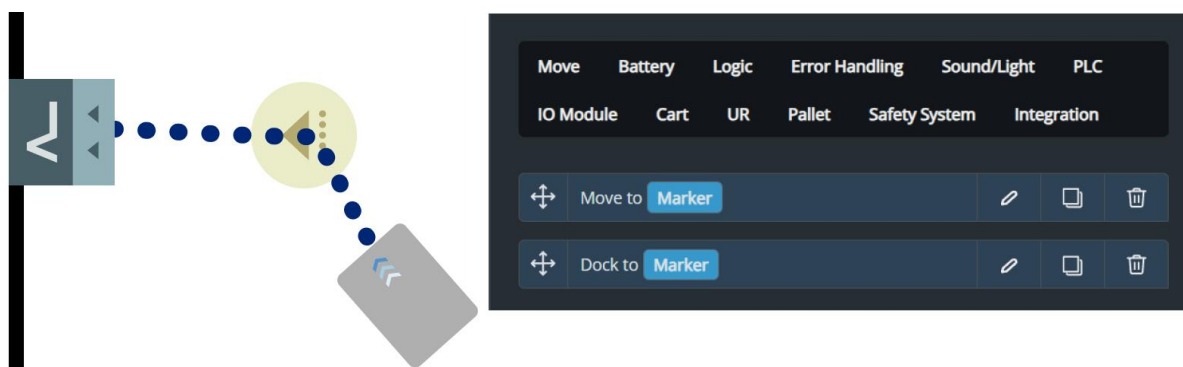 Move Battery Logic Error Handling Sound/Light PLC
IO Module Cart UR Pallet Safety System Integration
Move to Marker
Dock to Marker